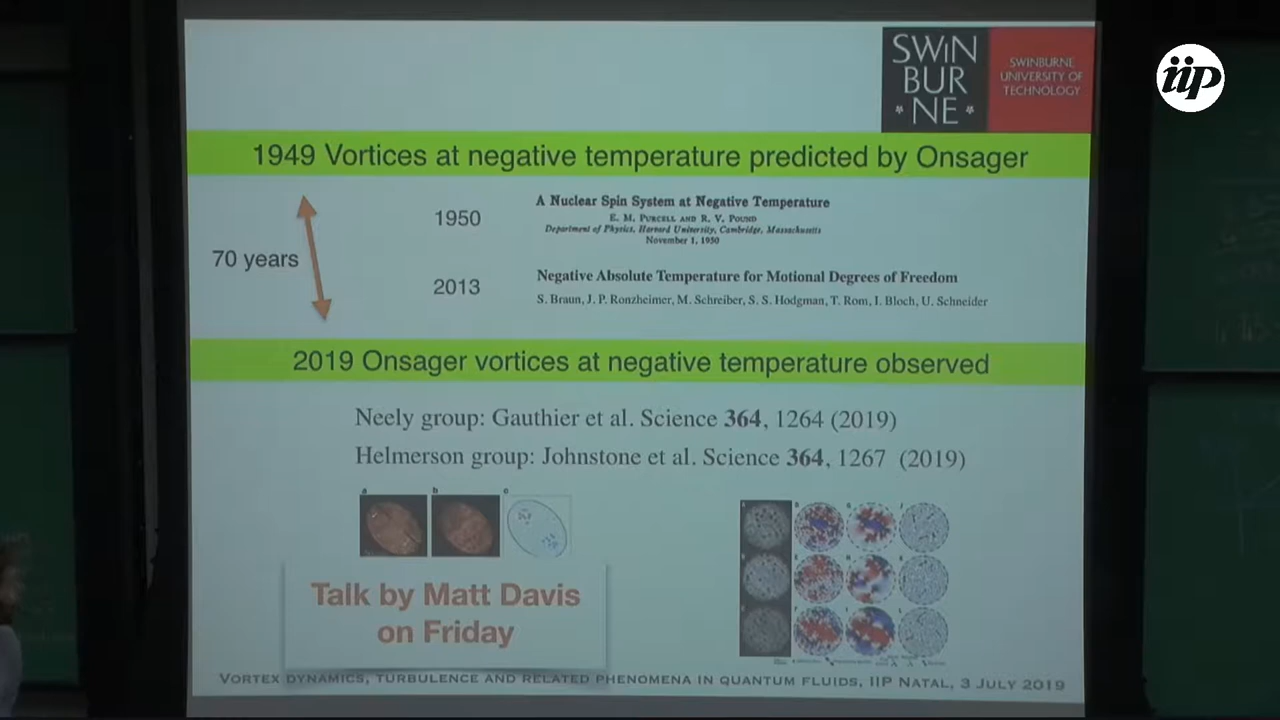 SWiN
BUR
* NE *
SWINBURNE
UNIVERSITY OF
TECHNOLOGY
iip
1949 Vortices at negative temperature predicted by Onsager
70 years
1950
A Nuclear Spin System at Negative Temperature
E. M. PURCELL AND R. V. POUND
Department of Physics, Harvard University, Cambridge, Massachusetts
November 1, 1950
2013
Negative Absolute Temperature for Motional Degrees of Freedom
S. Braun, J. P. Ronzheimer, M. Schreiber, S. S. Hodgman, T. Rom, I. Bloch, U. Schneider
2019 Onsager vortices at negative temperature observed
Neely group: Gauthier et al. Science 364, 1264 (2019)
Helmerson group: Johnstone et al. Science 364, 1267 (2019)
a b c
Talk by Matt Davis
on Friday
VORTEX DYNAMICS, TURBULENCE AND RELATED PHENOMENA IN QUANTUM FLUIDS, IIP NATAL, 3 JULY 2019